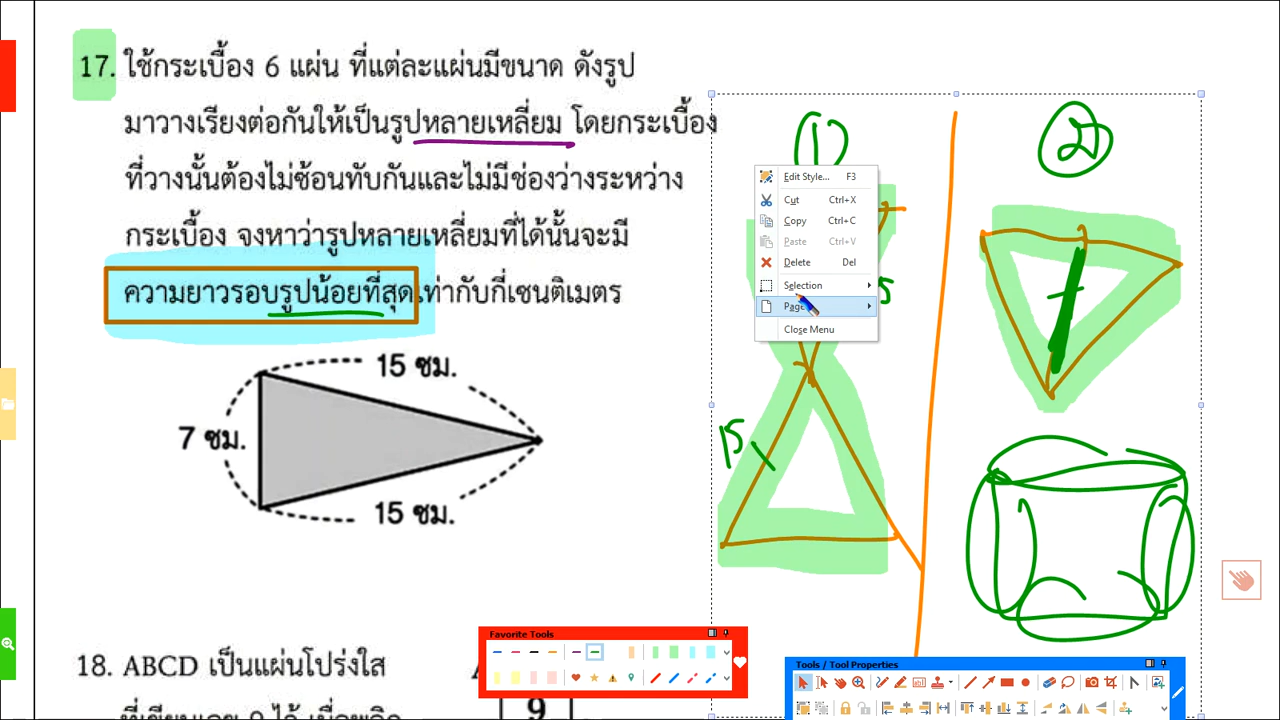 17. ใช้กระเบื้อง 6 แผ่น ที่แต่ละแผ่นมีขนาด ดังรูป
มาวางเรียงต่อกันให้เป็นรูปหลายเหลี่ยม โดยกระเบื้อง
ที่วางนั้นต้องไม่ซ้อนทับกันและไม่มีช่องว่างระหว่าง
กระเบื้อง จงหาว่ารูปหลายเหลี่ยมที่ได้นั้นจะมี
ความยาวรอบรูปน้อยที่สุดเท่ากับกี่เซนติเมตร
15 ซม.
7 ซม.
15 ซม.
18. ABCD เป็นแผ่นโปร่งใส
9
1
15
Edit Style... F3
Cut Ctrl+X
Copy Ctrl+C
Paste Ctrl+V
Delete Del
Selection
Page
Close Menu
Favorite Tools
Tools / Tool Properties